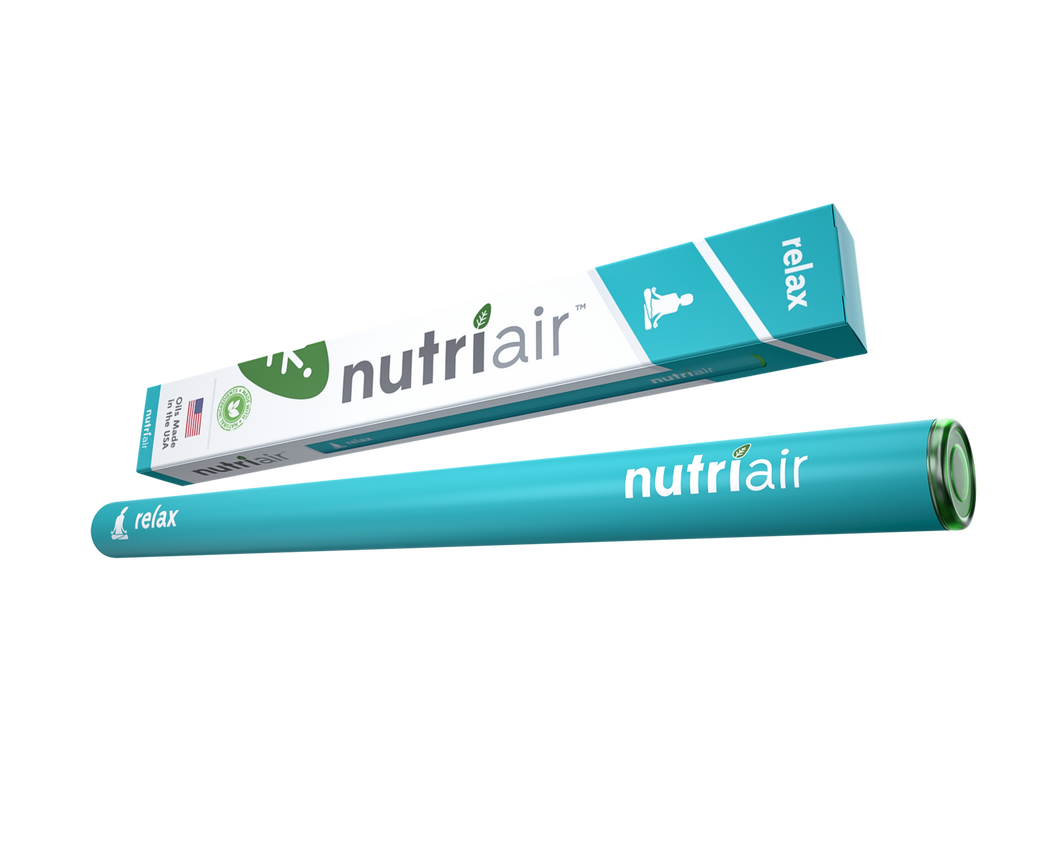 relax
nutriair™
Oils Made
in the USA
nutriair
nutriair
relax
nutriair
nutriair
relax